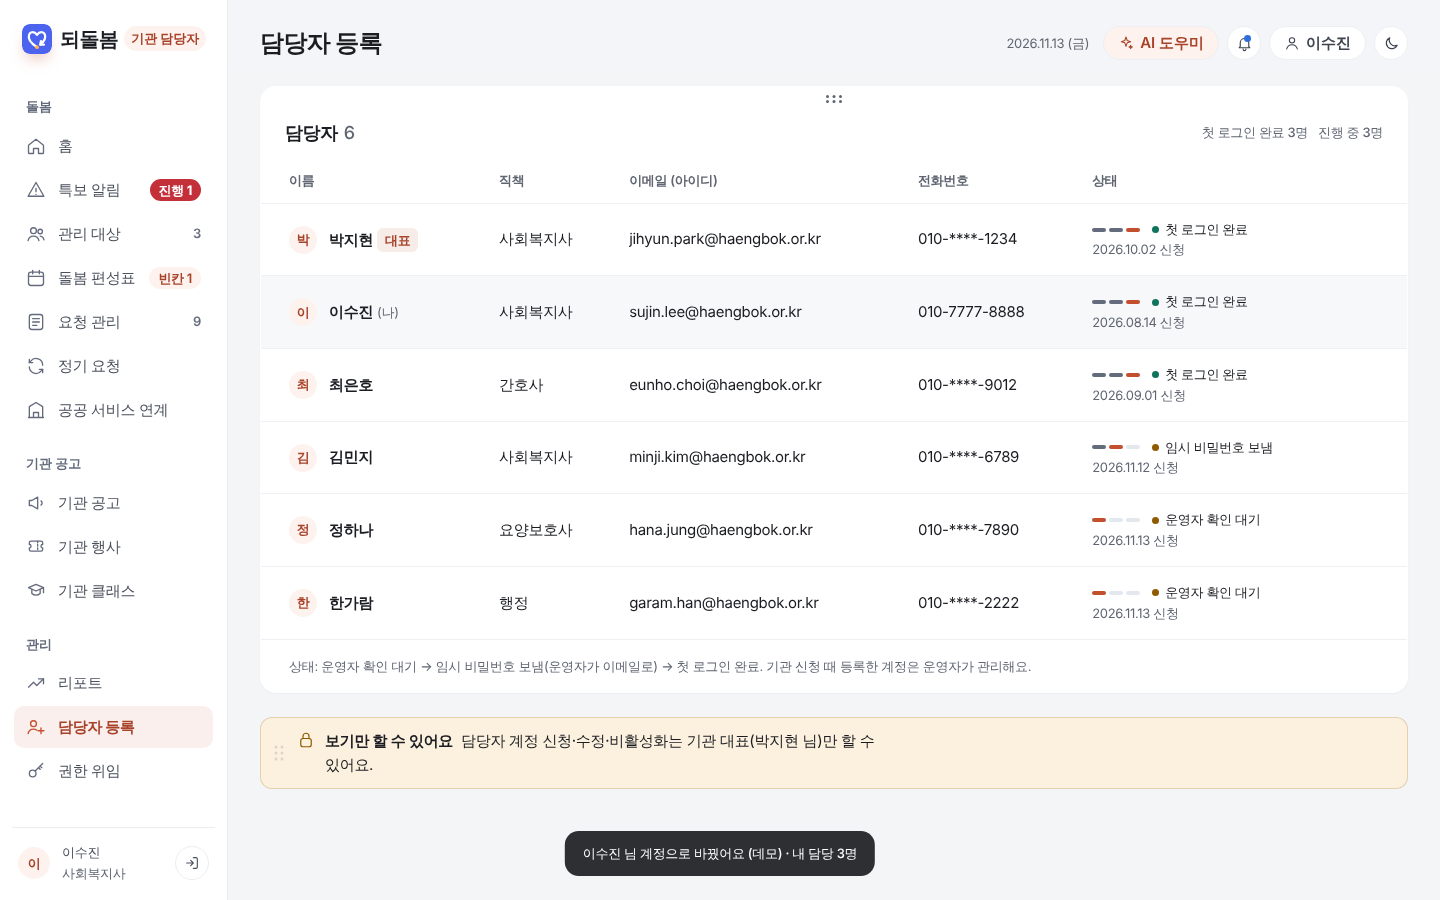 되돌봄 기관 담당자
돌봄
홈
특보 알림 진행 1
관리 대상 3
돌봄 편성표 빈칸 1
요청 관리 9
정기 요청
공공 서비스 연계
기관 공고
기관 공고
기관 행사
기관 클래스
관리
리포트
담당자 등록
권한 위임
이 이수진
사회복지사
담당자 등록
2026.11.13 (금) AI 도우미 이수진
담당자 6
첫 로그인 완료 3명 진행 중 3명
이름 직책 이메일 (아이디) 전화번호 상태
박 박지현 대표 사회복지사 jihyun.park@haengbok.or.kr 010-****-1234 첫 로그인 완료
2026.10.02 신청
이 이수진 (나) 사회복지사 sujin.lee@haengbok.or.kr 010-7777-8888 첫 로그인 완료
2026.08.14 신청
최 최은호 간호사 eunho.choi@haengbok.or.kr 010-****-9012 첫 로그인 완료
2026.09.01 신청
김 김민지 사회복지사 minji.kim@haengbok.or.kr 010-****-6789 임시 비밀번호 보냄
2026.11.12 신청
정 정하나 요양보호사 hana.jung@haengbok.or.kr 010-****-7890 운영자 확인 대기
2026.11.13 신청
한 한가람 행정 garam.han@haengbok.or.kr 010-****-2222 운영자 확인 대기
2026.11.13 신청
상태: 운영자 확인 대기 → 임시 비밀번호 보냄(운영자가 이메일로) → 첫 로그인 완료. 기관 신청 때 등록한 계정은 운영자가 관리해요.
보기만 할 수 있어요 담당자 계정 신청·수정·비활성화는 기관 대표(박지현 님)만 할 수
있어요.
이수진 님 계정으로 바꿨어요 (데모) · 내 담당 3명